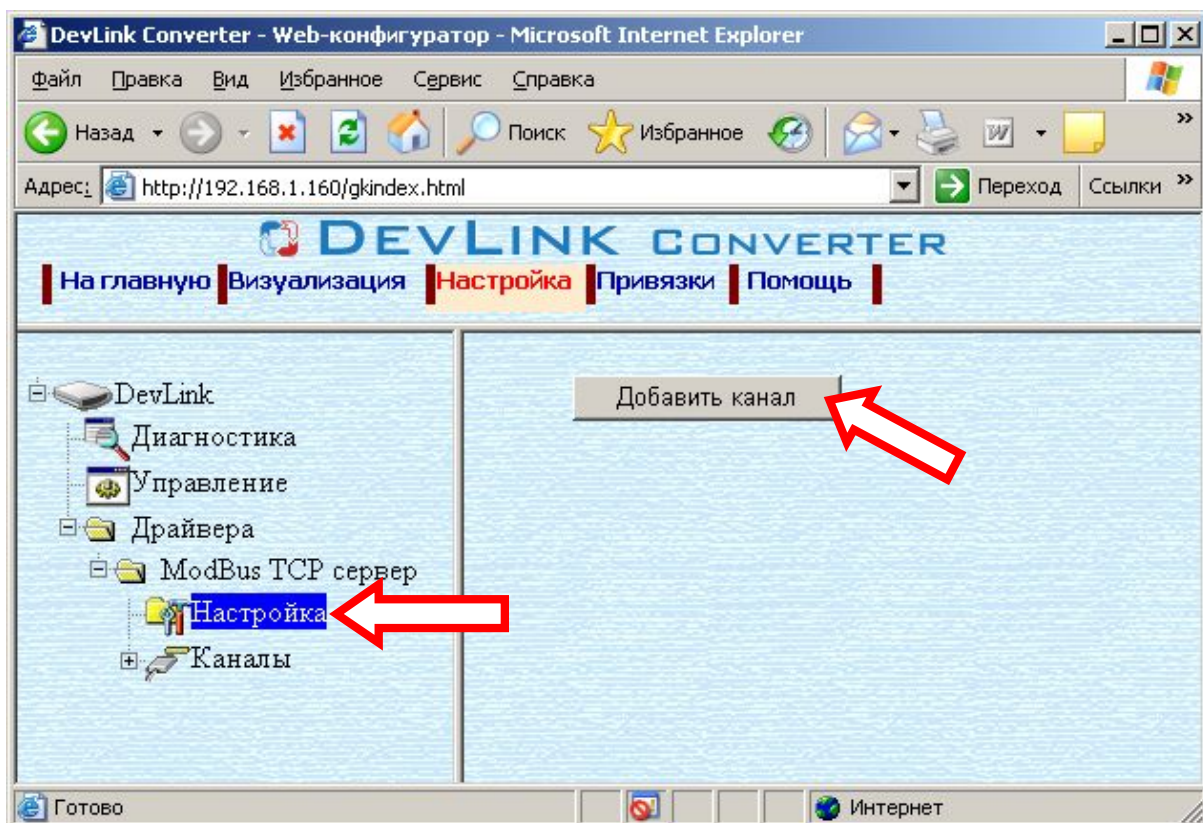 DevLink Converter - Web-конфигуратор - Microsoft Internet Explorer
Файл Правка Вид Избранное Сервис Справка
Назад Поиск Избранное »
Адрес: http://192.168.1.160/gkindex.html Переход Ссылки »
DEVLINK CONVERTER
На главную Визуализация Настройка Привязки Помощь
DevLink
Добавить канал
Диагностика
Управление
Драйвера
ModBus TCP сервер
Настройка
Каналы
Готово Интернет